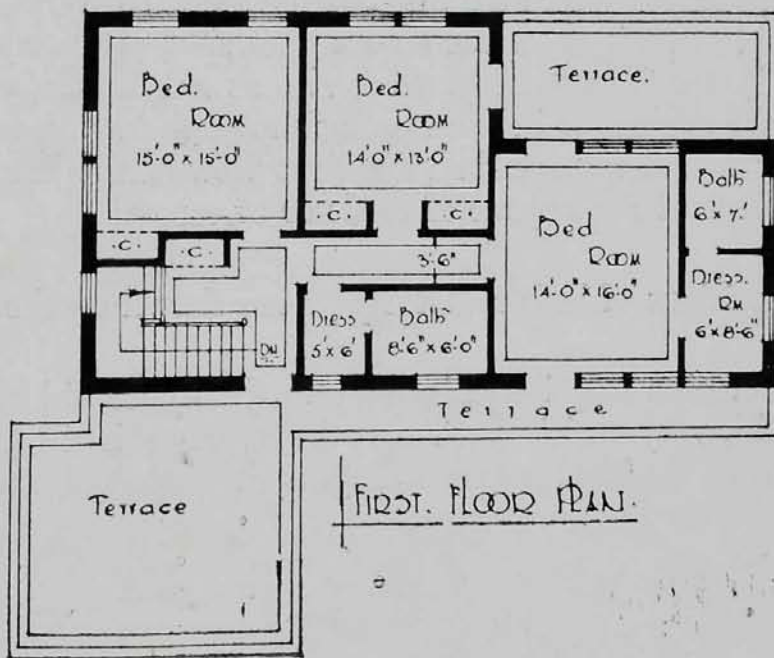 Bed.
Room
15'-0" x 15'-0"
Bed.
Room
14'0" x 13'0"
Terrace.
Bath
6' x 7.'
·C·
·C·
·C·
·C·
3'-6"
Bed
Room
14'-0" x 16'-0"
Dress.
Rm
6' x 8'-6"
Dress
5' x 6'
Bath
8'-6" x 6'-0"
DN
Terrace
Terrace
FIRST. FLOOR PLAN.